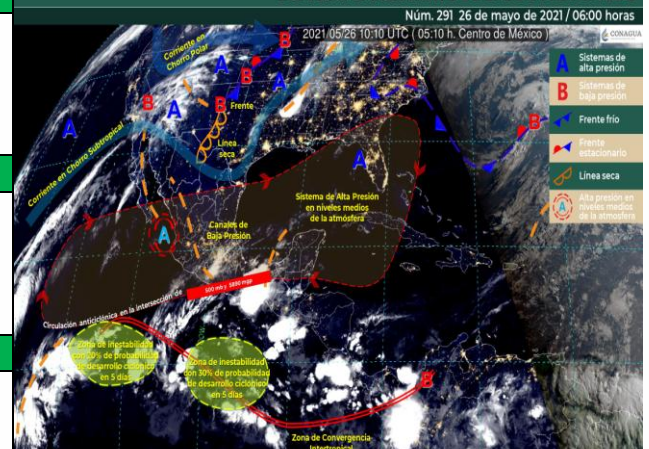 Núm. 291 26 de mayo de 2021 / 06:00 horas
2021/05/26 10:10 UTC ( 05:10 h. Centro de México )
CONAGUA
Corriente en
Chorro Polar
B
A
B
A
A
B
A
B
A
Frente
Línea
seca
Corriente en Chorro Subtropical
B
A
Sistema de Alta Presión
en niveles medios
de la atmósfera
Canales de
Baja Presión
A
Circulación anticiclónica en la intersección de
500 mb y
Zona de inestabilidad
con 20% de probabilidad
de desarrollo ciclónico
en 5 días
Zona de inestabilidad
con 30% de probabilidad
de desarrollo ciclónico
en 5 días
B
Zona de Convergencia
Intertropical
A Sistemas de
alta presión
B Sistemas de
baja presión
Frente frío
Frente
estacionario
Línea seca
A Alta presión en
niveles medios
de la atmósfera